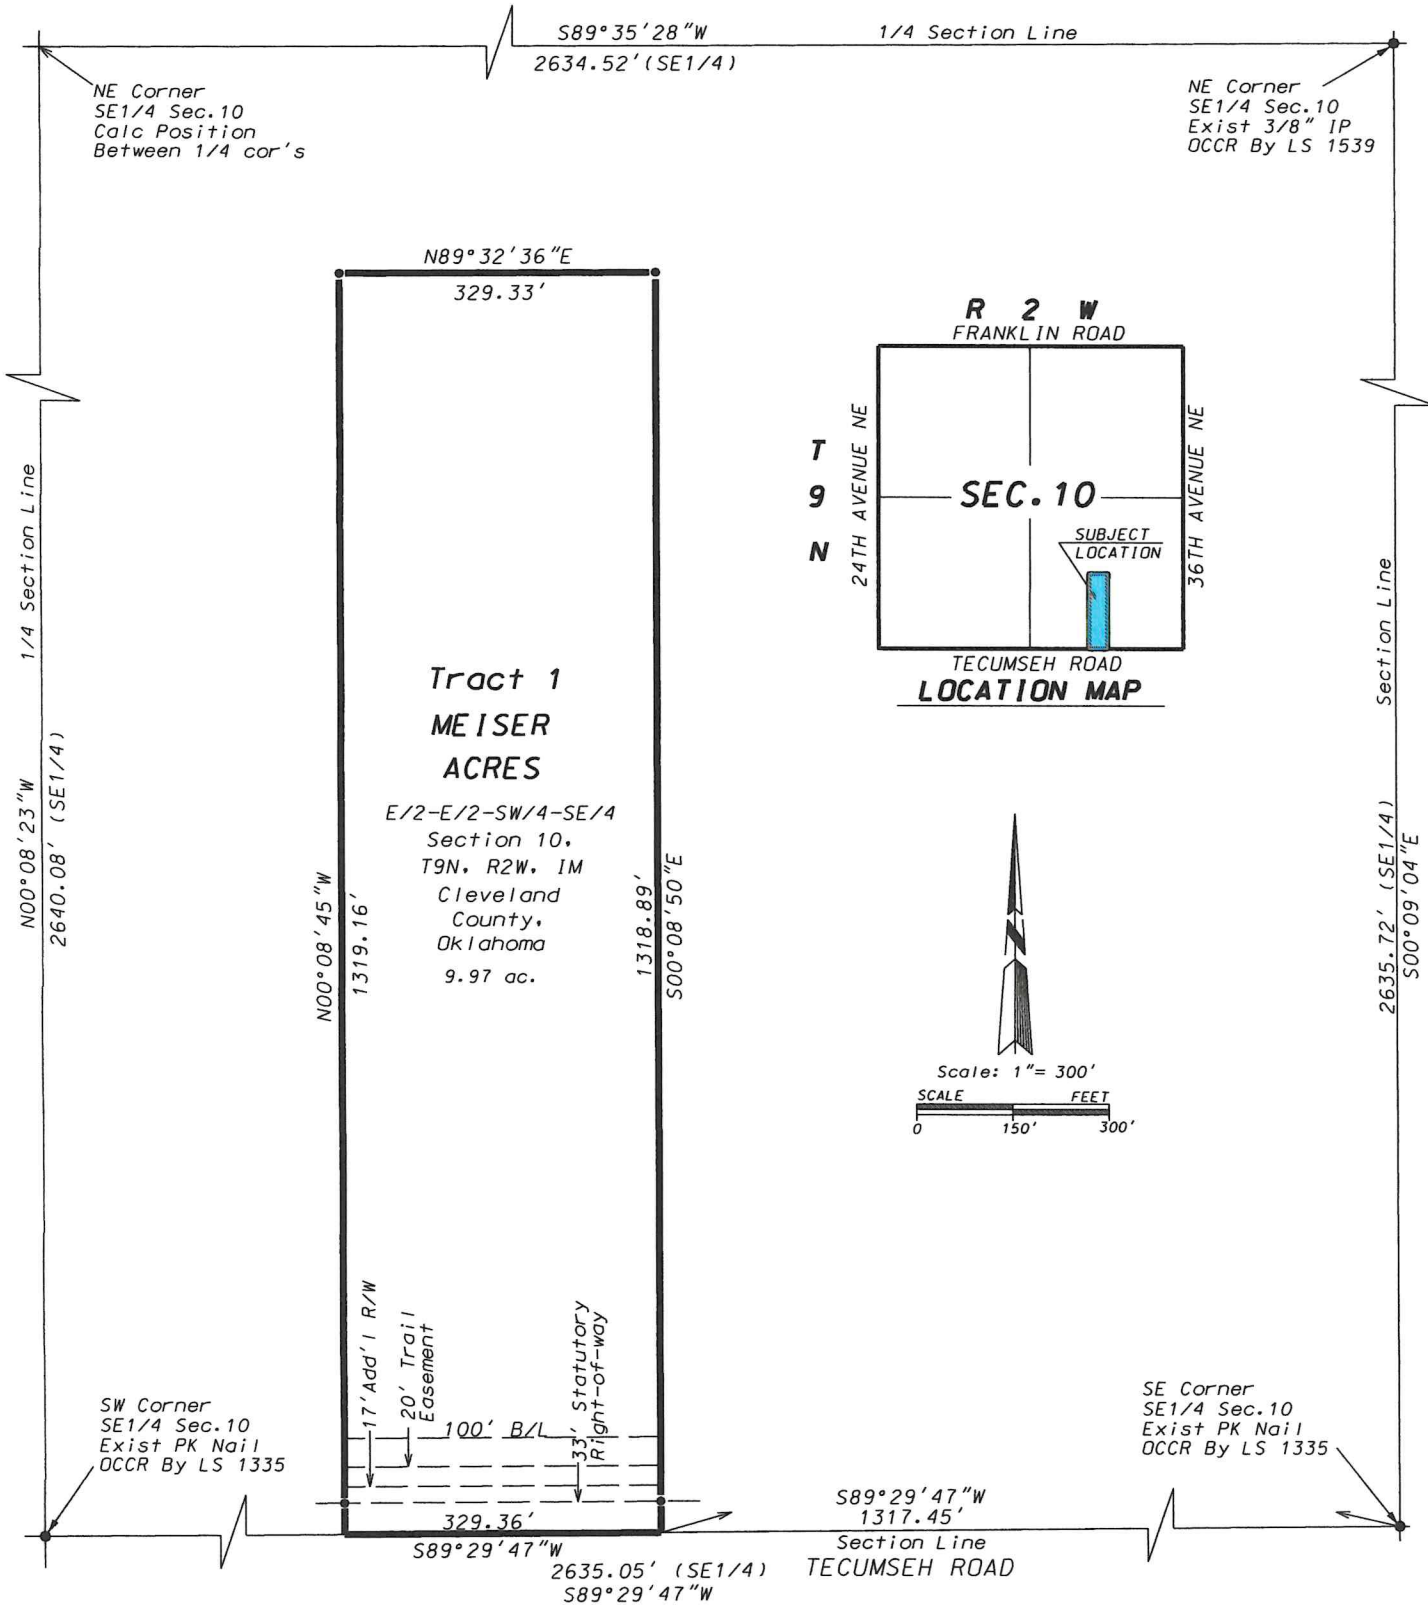 S89°35'28"W
1/4 Section Line
2634.52'(SE1/4)
NE Corner
SE1/4 Sec.10
Calc Position
Between 1/4 cor's
NE Corner
SE1/4 Sec.10
Exist 3/8" IP
OCCR By LS 1539
N89°32'36"E
329.33'
R 2 W
FRANKLIN ROAD
T
9
N
24TH AVENUE NE
SEC.10
36TH AVENUE NE
SUBJECT
LOCATION
TECUMSEH ROAD
LOCATION MAP
1/4 Section Line
N00°08'23"W
2640.08' (SE1/4)
Section Line
2635.72' (SE1/4)
S00°09'04"E
Tract 1
MEISER
ACRES
E/2-E/2-SW/4-SE/4
Section 10,
T9N, R2W, IM
Cleveland
County,
Oklahoma
9.97 ac.
N00°08'45"W
1319.16'
1318.89'
S00°08'50"E
N
Scale: 1"= 300'
SCALE FEET
0 150' 300'
17'Add'l R/W
20' Trail
Easement
33' Statutory
Right-of-way
100' B/L
SW Corner
SE1/4 Sec.10
Exist PK Nail
OCCR By LS 1335
SE Corner
SE1/4 Sec.10
Exist PK Nail
OCCR By LS 1335
329.36'
S89°29'47"W
S89°29'47"W
1317.45'
Section Line
2635.05' (SE1/4)
TECUMSEH ROAD
S89°29'47"W